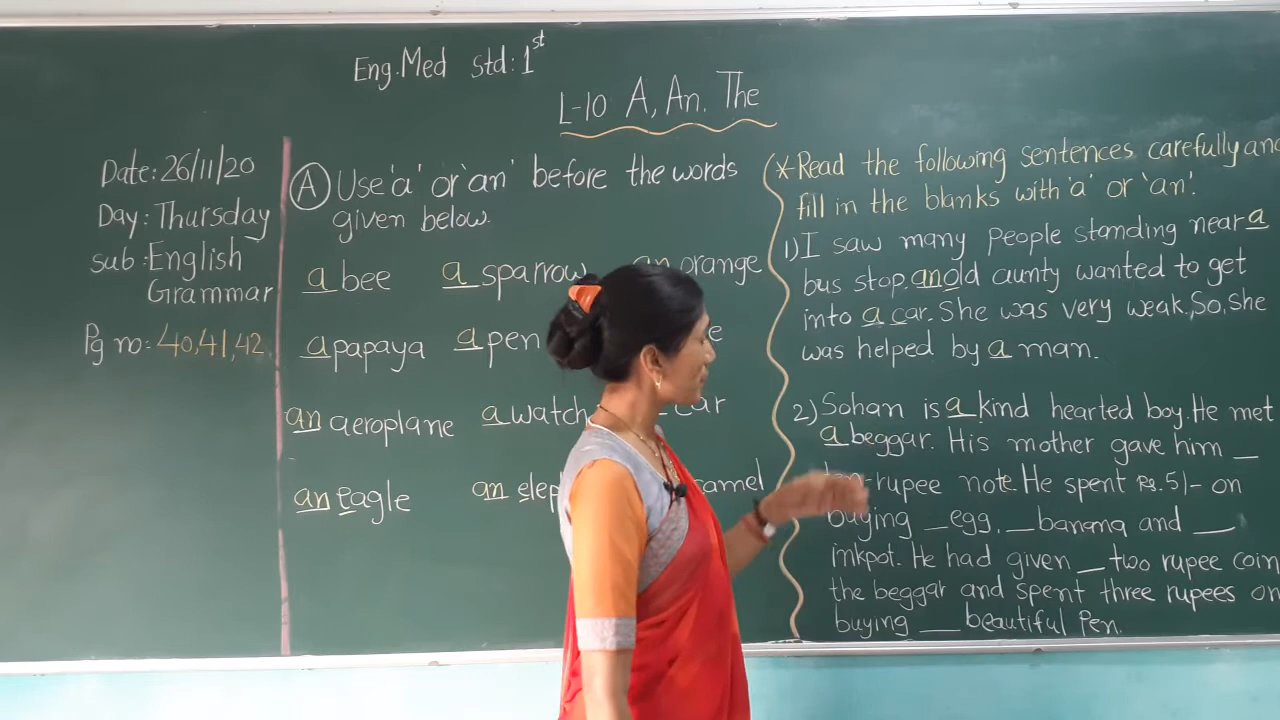 Eng.Med std: 1st
L-10 A, An. The
Date: 26/11/20
Day: Thursday
sub: English
Grammar
Pg no: 40,41,42
(A) Use 'a' or 'an' before the words
given below.
a bee a sparrow an orange
a papaya a pen
an aeroplane a watch car
an eagle an
* Read the following sentences carefully and
fill in the blanks with 'a' or 'an'.
1) I saw many people standing near a
bus stop. an old aunty wanted to get
into a car. She was very weak, So, she
was helped by a man.
2) Sohan is a kind hearted boy. He met
a beggar. His mother gave him __
ten-rupee note. He spent Rs. 5/- on
buying __ egg, __ banana and __
inkpot. He had given __ two rupee coin
the beggar and spent three rupees on
buying __ beautiful Pen.